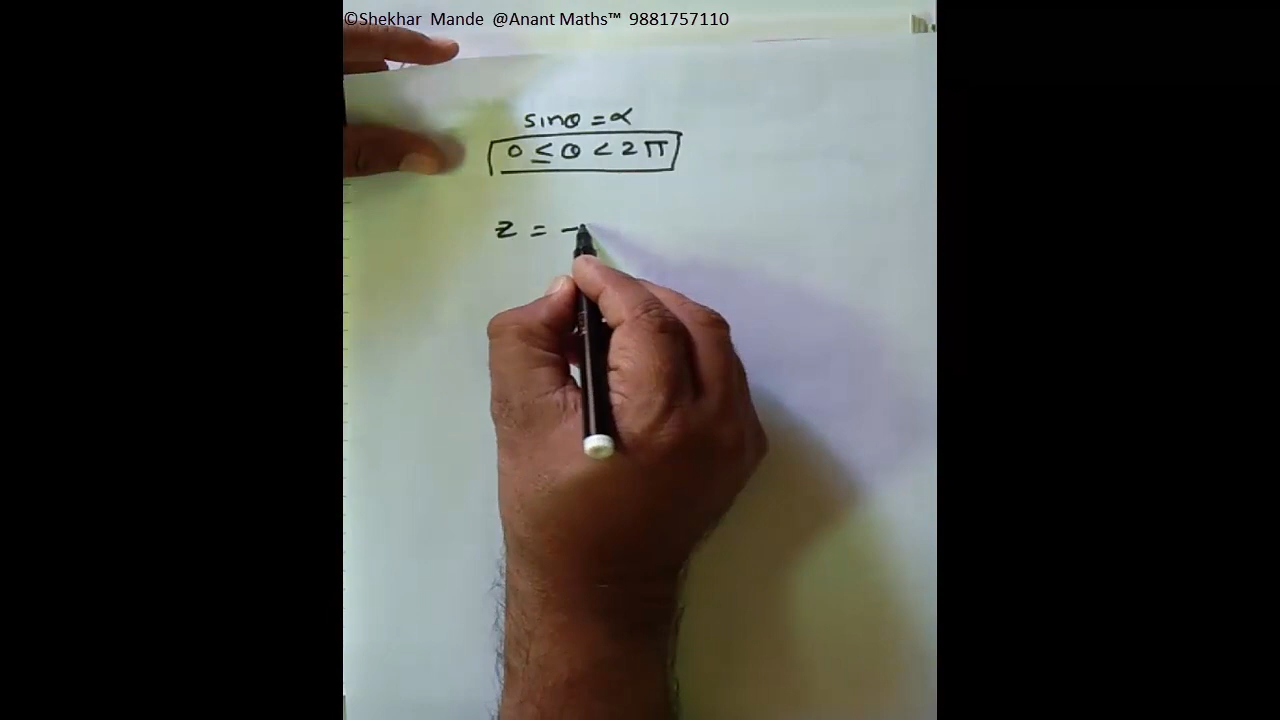 ©Shekhar Mande @Anant Maths™ 9881757110
sinθ = α
0 ≤ θ < 2π
z = -